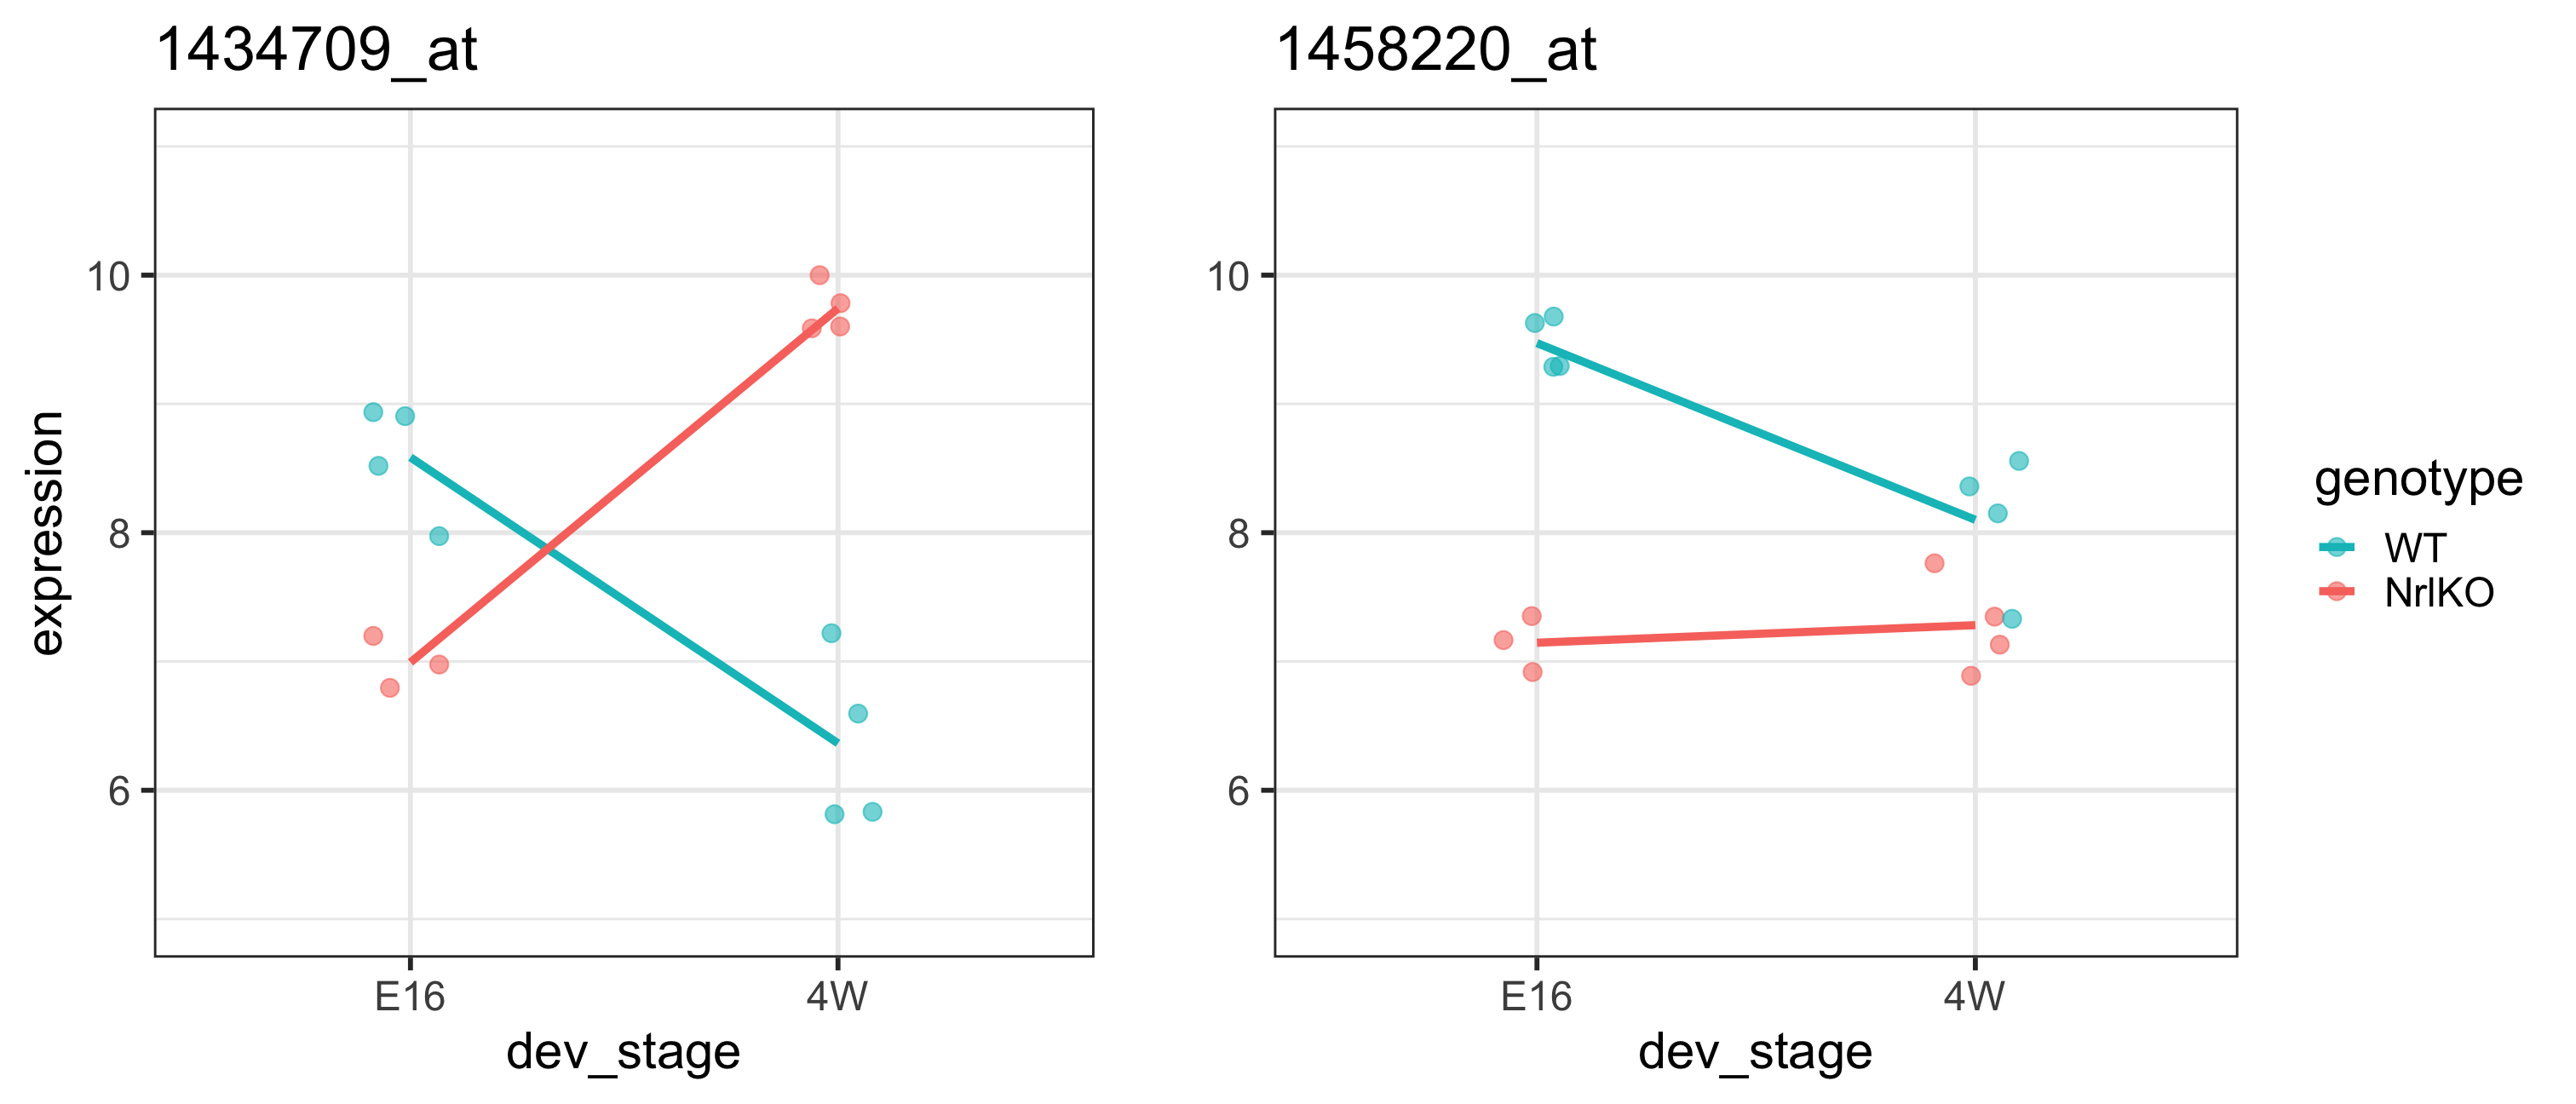 1434709_at
10
8
6
expression
E16
4W
dev_stage
1458220_at
10
8
6
E16
4W
dev_stage
genotype
WT
NrlKO